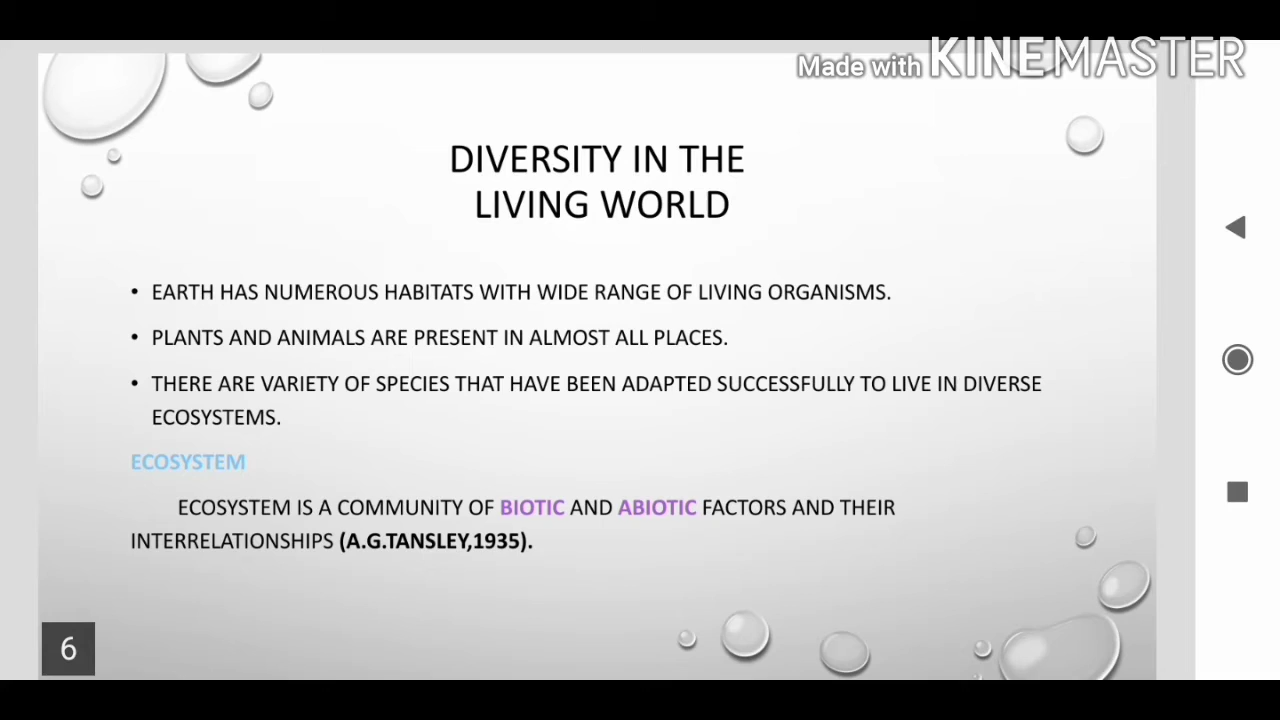 Made with KINEMASTER
DIVERSITY IN THE
LIVING WORLD
• EARTH HAS NUMEROUS HABITATS WITH WIDE RANGE OF LIVING ORGANISMS.
• PLANTS AND ANIMALS ARE PRESENT IN ALMOST ALL PLACES.
• THERE ARE VARIETY OF SPECIES THAT HAVE BEEN ADAPTED SUCCESSFULLY TO LIVE IN DIVERSE
ECOSYSTEMS.
ECOSYSTEM
ECOSYSTEM IS A COMMUNITY OF BIOTIC AND ABIOTIC FACTORS AND THEIR
INTERRELATIONSHIPS (A.G.TANSLEY,1935).
6